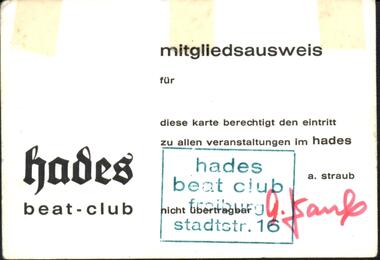 mitgliedsausweis
für
diese karte berechtigt den eintritt
zu allen veranstaltungen im hades
a. straub
nicht übertragbar
hades
beat-club
hades
beat club
freiburg
stadtstr. 16